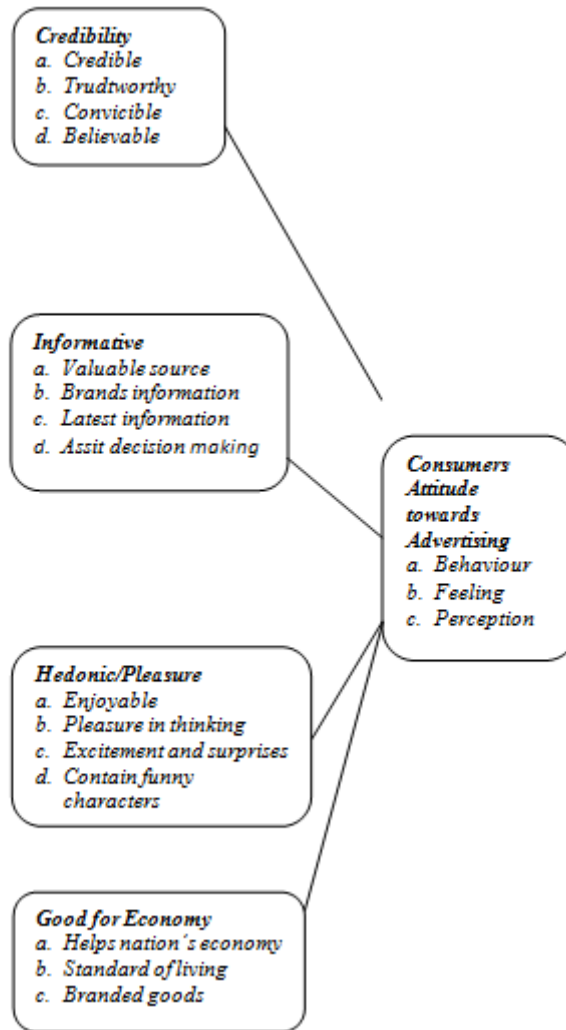 Credibility
a. Credible
b. Trudtworthy
c. Convicible
d. Believable
Informative
a. Valuable source
b. Brands information
c. Latest information
d. Assit decision making
Consumers
Attitude
towards
Advertising
a. Behaviour
b. Feeling
c. Perception
Hedonic/Pleasure
a. Enjoyable
b. Pleasure in thinking
c. Excitement and surprises
d. Contain funny
characters
Good for Economy
a. Helps nation´s economy
b. Standard of living
c. Branded goods